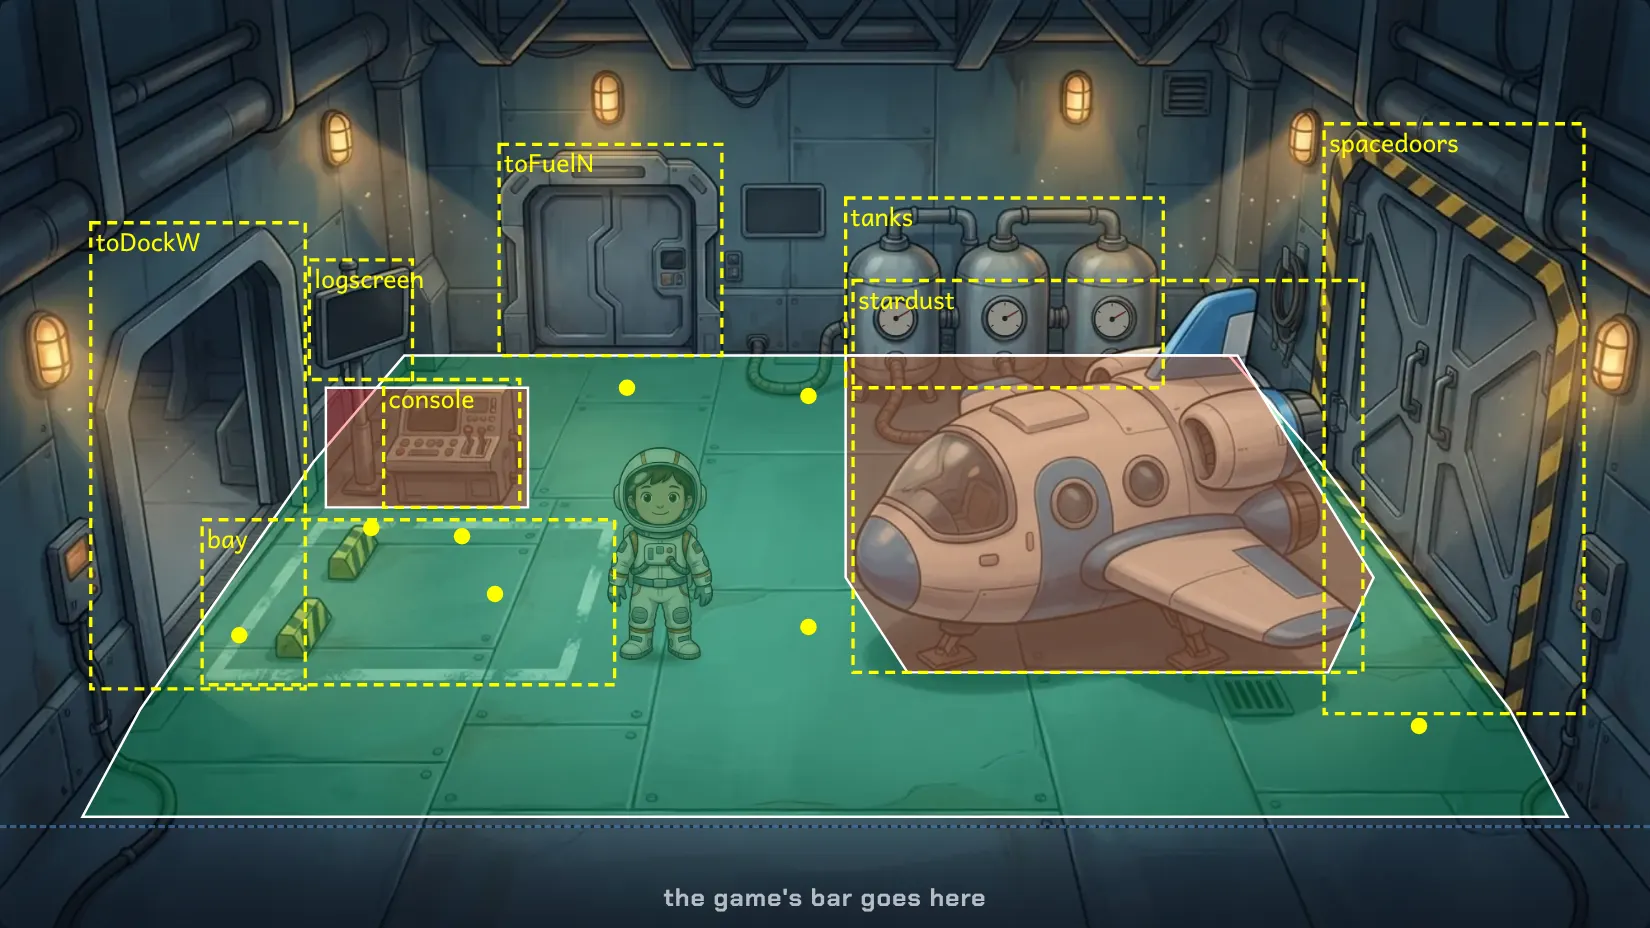 spacedoors
toFuelN
tanks
toDockW
logscreen
stardust
console
bay
the game's bar goes here